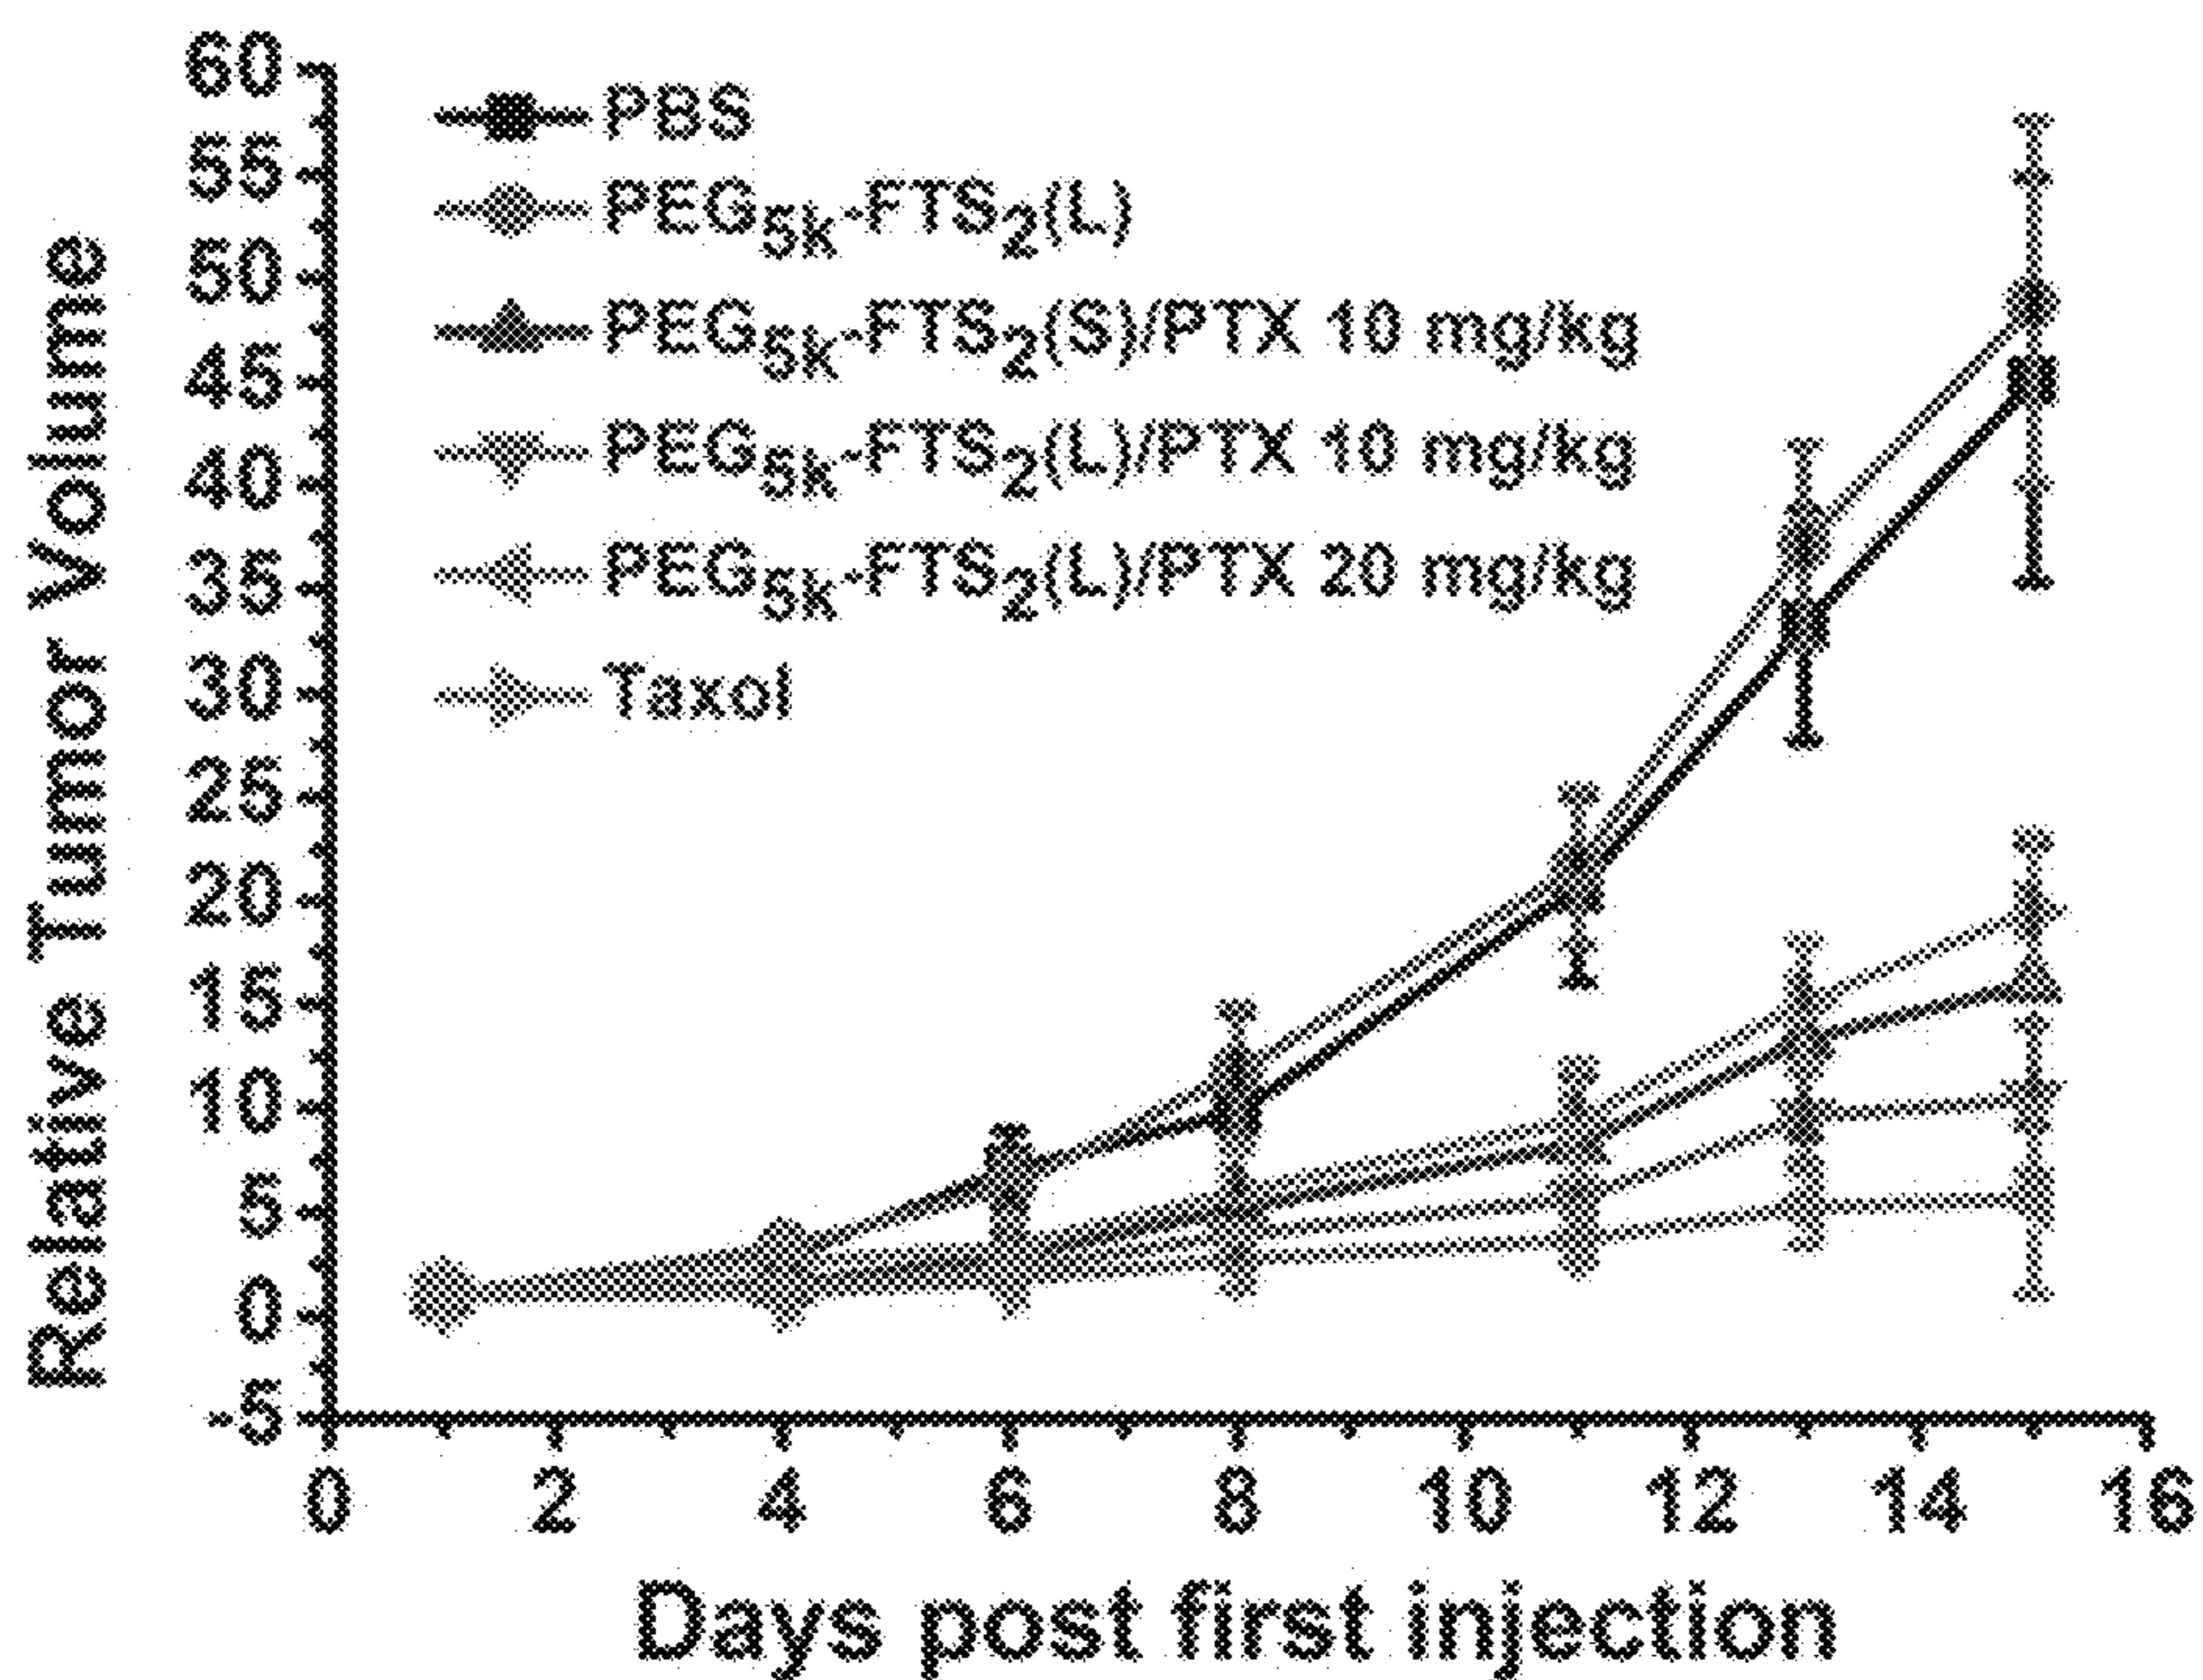 Relative Tumor Volume
60
55
50
45
40
35
30
25
20
15
10
5
0
-5
PBS
PEG5k-FTS2(L)
PEG5k-FTS2(S)/PTX 10 mg/kg
PEG5k-FTS2(L)/PTX 10 mg/kg
PEG5k-FTS2(L)/PTX 20 mg/kg
Taxol
0 2 4 6 8 10 12 14 16
Days post first injection